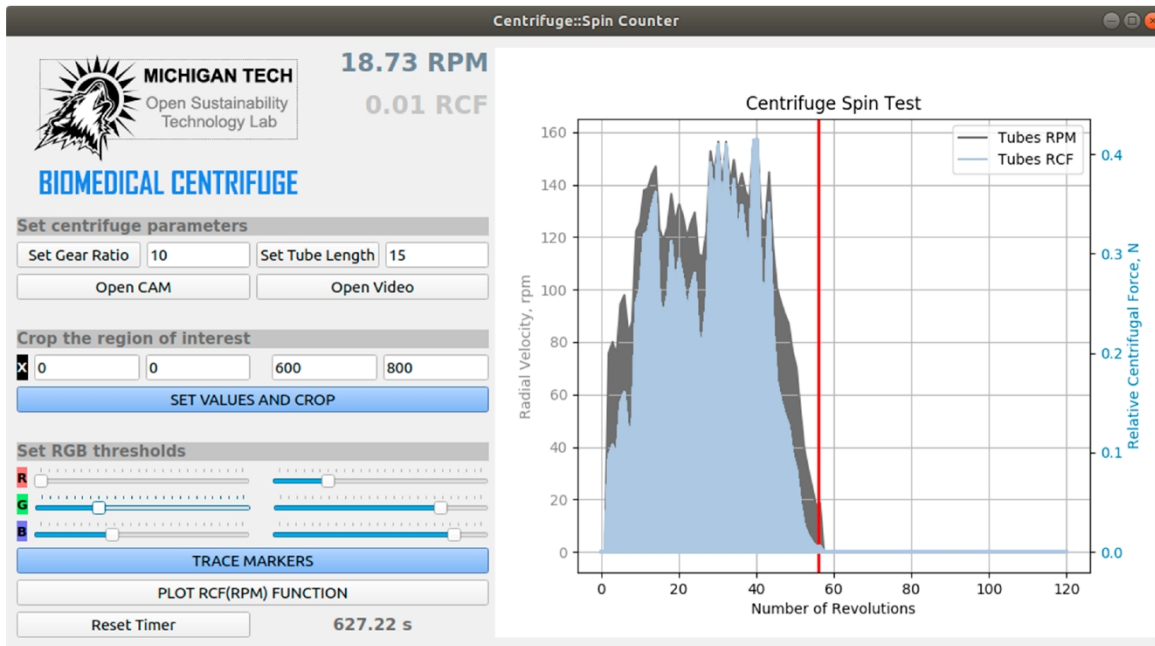 Centrifuge::Spin Counter
MICHIGAN TECH
Open Sustainability
Technology Lab
BIOMEDICAL CENTRIFUGE
18.73 RPM
0.01 RCF
Set centrifuge parameters
Set Gear Ratio 10 Set Tube Length 15
Open CAM Open Video
Crop the region of interest
X 0 0 600 800
SET VALUES AND CROP
Set RGB thresholds
R
G
B
TRACE MARKERS
PLOT RCF(RPM) FUNCTION
Reset Timer 627.22 s
Centrifuge Spin Test
Tubes RPM
Tubes RCF
Radial Velocity, rpm
160
140
120
100
80
60
40
20
0
0.4
0.3
0.2
0.1
0.0
Relative Centrifugal Force, N
0 20 40 60 80 100 120
Number of Revolutions